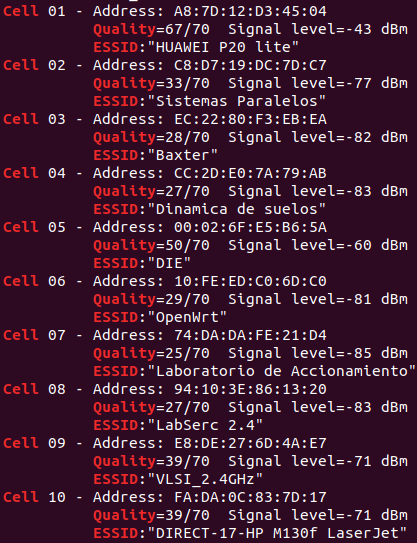 Cell 01 - Address: A8:7D:12:D3:45:04
Quality=67/70 Signal level=-43 dBm
ESSID:"HUAWEI P20 lite"
Cell 02 - Address: C8:D7:19:DC:7D:C7
Quality=33/70 Signal level=-77 dBm
ESSID:"Sistemas Paralelos"
Cell 03 - Address: EC:22:80:F3:EB:EA
Quality=28/70 Signal level=-82 dBm
ESSID:"Baxter"
Cell 04 - Address: CC:2D:E0:7A:79:AB
Quality=27/70 Signal level=-83 dBm
ESSID:"Dinamica de suelos"
Cell 05 - Address: 00:02:6F:E5:B6:5A
Quality=50/70 Signal level=-60 dBm
ESSID:"DIE"
Cell 06 - Address: 10:FE:ED:C0:6D:C0
Quality=29/70 Signal level=-81 dBm
ESSID:"OpenWrt"
Cell 07 - Address: 74:DA:DA:FE:21:D4
Quality=25/70 Signal level=-85 dBm
ESSID:"Laboratorio de Accionamiento"
Cell 08 - Address: 94:10:3E:86:13:20
Quality=27/70 Signal level=-83 dBm
ESSID:"LabSerc 2.4"
Cell 09 - Address: E8:DE:27:6D:4A:E7
Quality=39/70 Signal level=-71 dBm
ESSID:"VLSI_2.4GHz"
Cell 10 - Address: FA:DA:0C:83:7D:17
Quality=39/70 Signal level=-71 dBm
ESSID:"DIRECT-17-HP M130f LaserJet"